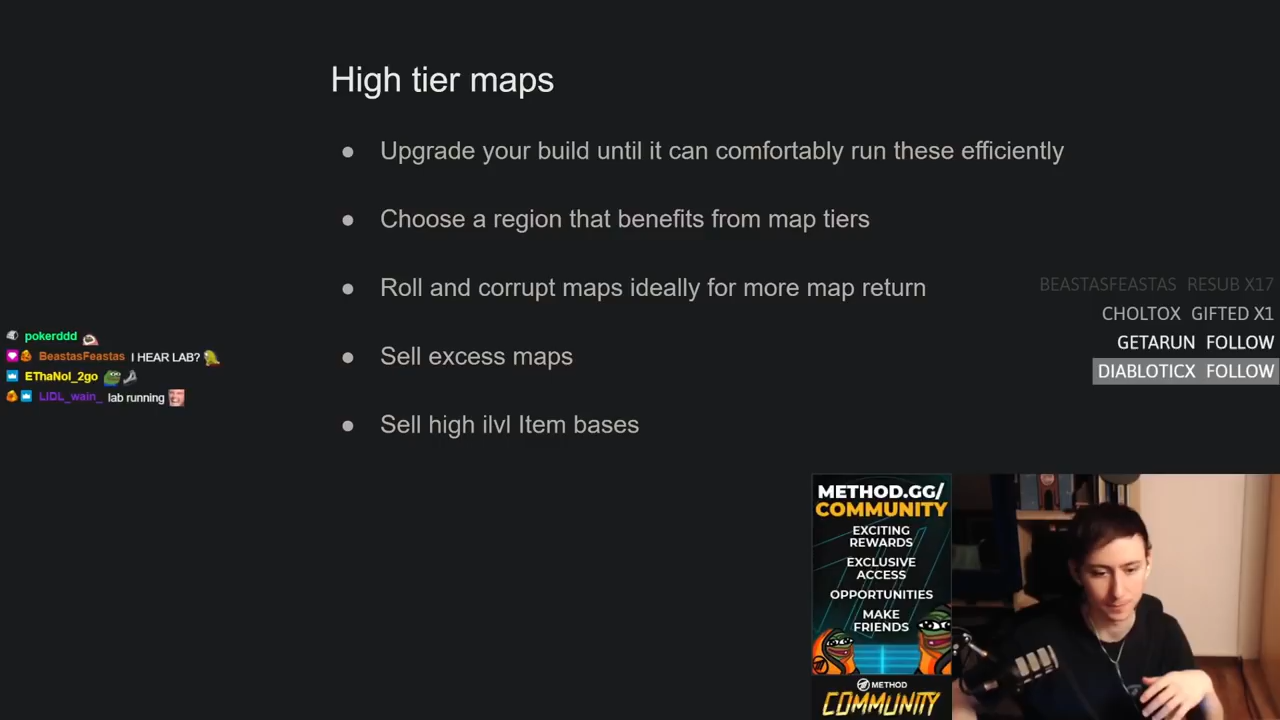 High tier maps
● Upgrade your build until it can comfortably run these efficiently
● Choose a region that benefits from map tiers
● Roll and corrupt maps ideally for more map return
● Sell excess maps
● Sell high ilvl Item bases
pokerddd
BeastasFeastas I HEAR LAB?
EThaNol_2go
LIDL_wain_ lab running
BEASTASFEASTAS RESUB X17
CHOLTOX GIFTED X1
GETARUN FOLLOW
DIABLOTICX FOLLOW
METHOD.GG/
COMMUNITY
EXCITING
REWARDS
EXCLUSIVE
ACCESS
OPPORTUNITIES
MAKE
FRIENDS
METHOD
COMMUNITY